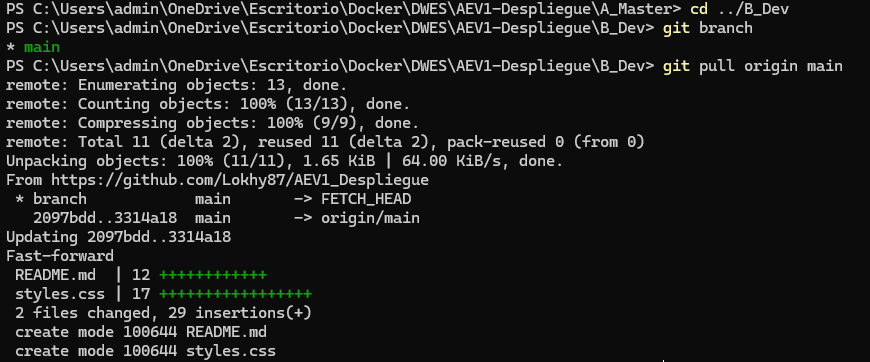 PS C:\Users\admin\OneDrive\Escritorio\Docker\DWES\AEV1-Despliegue\A_Master> cd ../B_Dev
PS C:\Users\admin\OneDrive\Escritorio\Docker\DWES\AEV1-Despliegue\B_Dev> git branch
* main
PS C:\Users\admin\OneDrive\Escritorio\Docker\DWES\AEV1-Despliegue\B_Dev> git pull origin main
remote: Enumerating objects: 13, done.
remote: Counting objects: 100% (13/13), done.
remote: Compressing objects: 100% (9/9), done.
remote: Total 11 (delta 2), reused 11 (delta 2), pack-reused 0 (from 0)
Unpacking objects: 100% (11/11), 1.65 KiB | 64.00 KiB/s, done.
From https://github.com/Lokhy87/AEV1_Despliegue
 * branch            main       -> FETCH_HEAD
   2097bdd..3314a18  main       -> origin/main
Updating 2097bdd..3314a18
Fast-forward
 README.md  | 12 ++++++++++++
 styles.css | 17 +++++++++++++++++
 2 files changed, 29 insertions(+)
 create mode 100644 README.md
 create mode 100644 styles.css